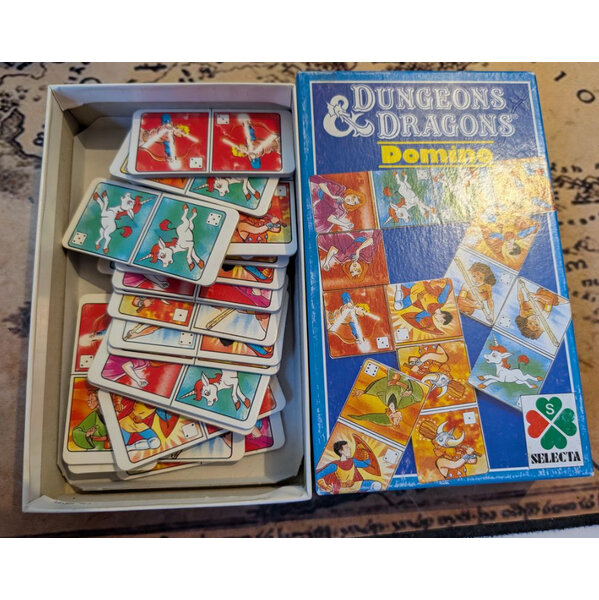 DUNGEONS
& DRAGONS
Domino
S
SELECTA